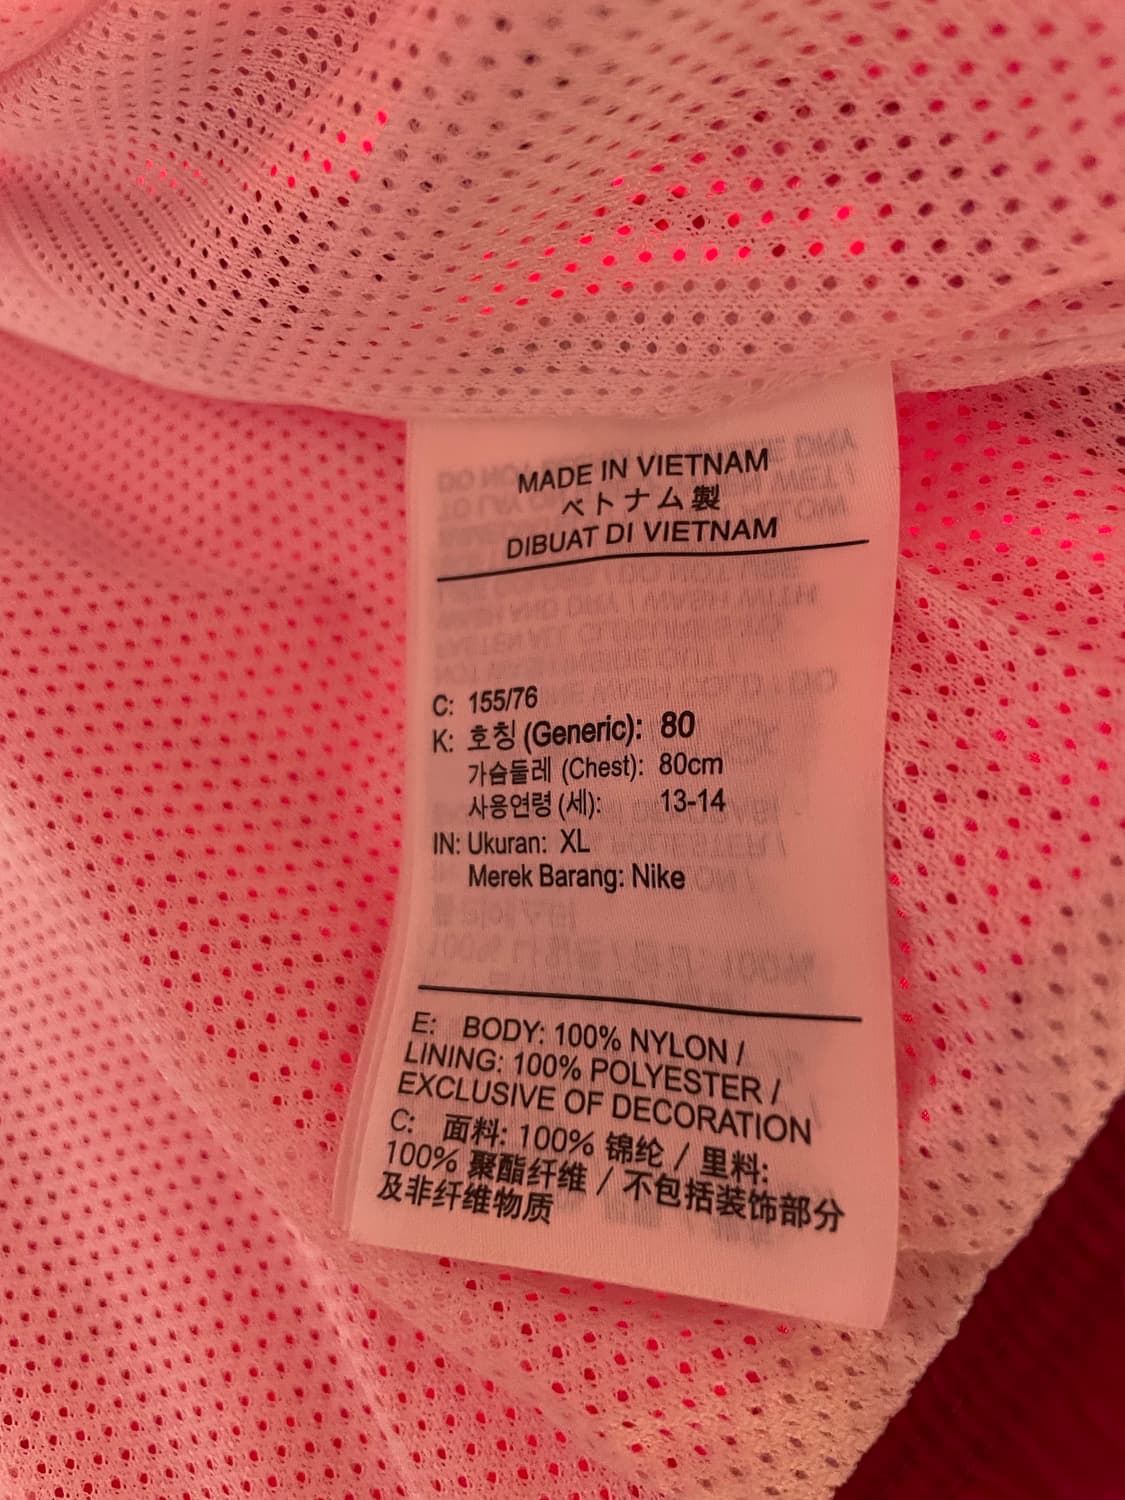 MADE IN VIETNAM
ベトナム製
DIBUAT DI VIETNAM
C: 155/76
K: 호칭 (Generic): 80
가슴둘레 (Chest): 80cm
사용연령 (세): 13-14
IN: Ukuran: XL
Merek Barang: Nike
E: BODY: 100% NYLON /
LINING: 100% POLYESTER /
EXCLUSIVE OF DECORATION
C: 面料: 100% 锦纶 / 里料:
100% 聚酯纤维 / 不包括装饰部分
及非纤维物质